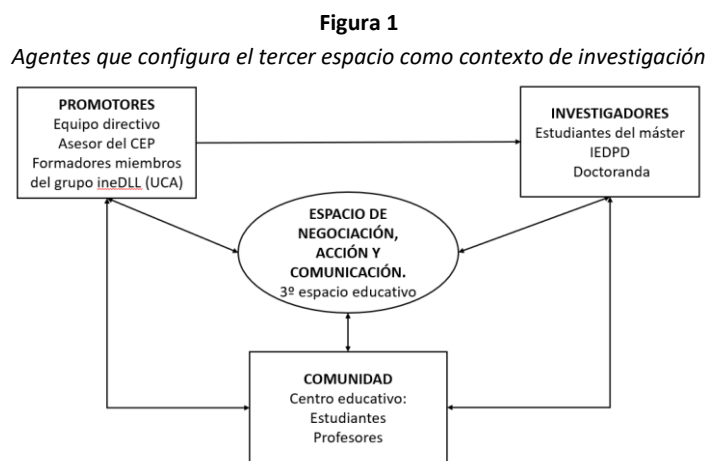 Figura 1
Agentes que configura el tercer espacio como contexto de investigación
PROMOTORES
Equipo directivo
Asesor del CEP
Formadores miembros
del grupo ineDLL (UCA)
INVESTIGADORES
Estudiantes del máster
IEDPD
Doctoranda
ESPACIO DE
NEGOCIACIÓN,
ACCIÓN Y
COMUNICACIÓN.
3º espacio educativo
COMUNIDAD
Centro educativo:
Estudiantes
Profesores